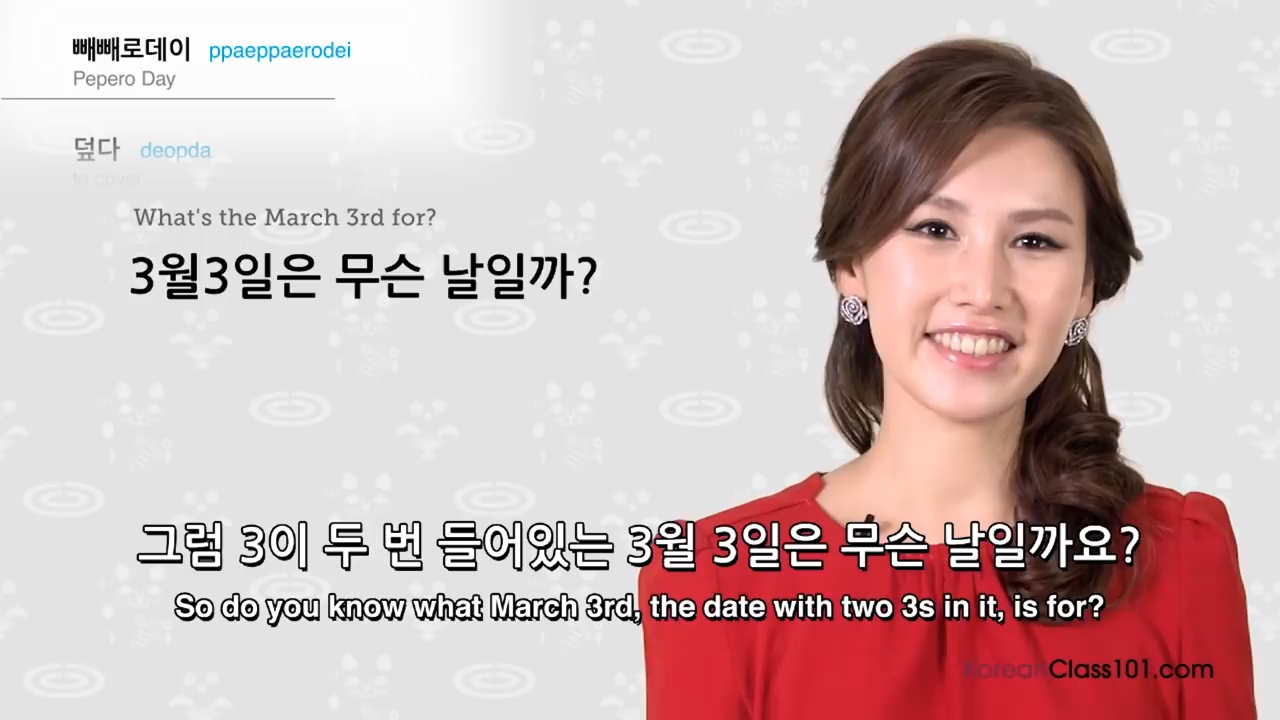 빼빼로데이 ppaeppaerodei
Pepero Day
덮다 deopda
to cover
What's the March 3rd for?
3월3일은 무슨 날일까?
그럼 3이 두 번 들어있는 3월 3일은 무슨 날일까요?
So do you know what March 3rd, the date with two 3s in it, is for?
KoreanClass101.com